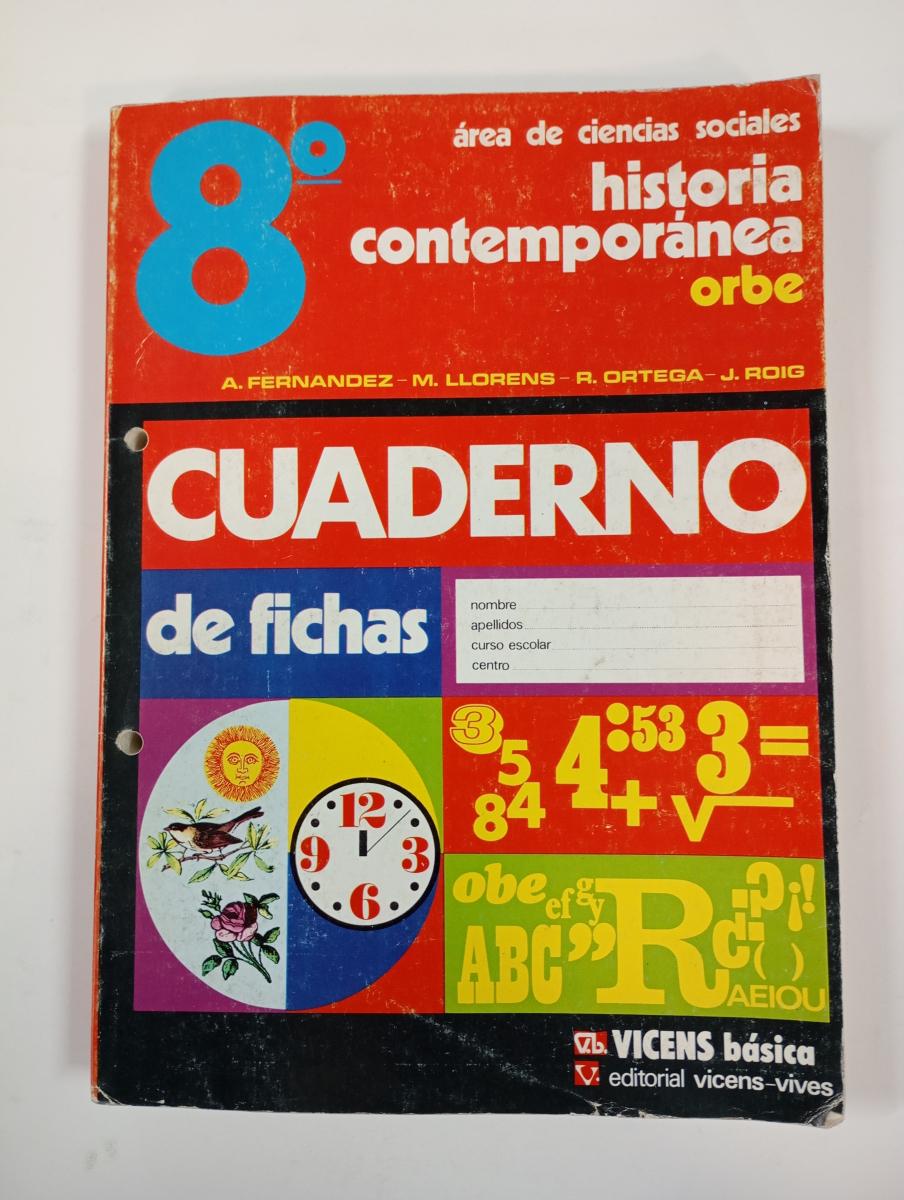 8º
área de ciencias sociales
historia
contemporánea
orbe
A. FERNANDEZ - M. LLORENS - R. ORTEGA - J. ROIG
CUADERNO
de fichas
nombre
apellidos
curso escolar
centro
12
9 3
6
3 5 84 4:53 + 3 = √
obe ef gy
ABC ” R ¡!
( )
AEIOU
V.b. VICENS básica
V. editorial vicens-vives